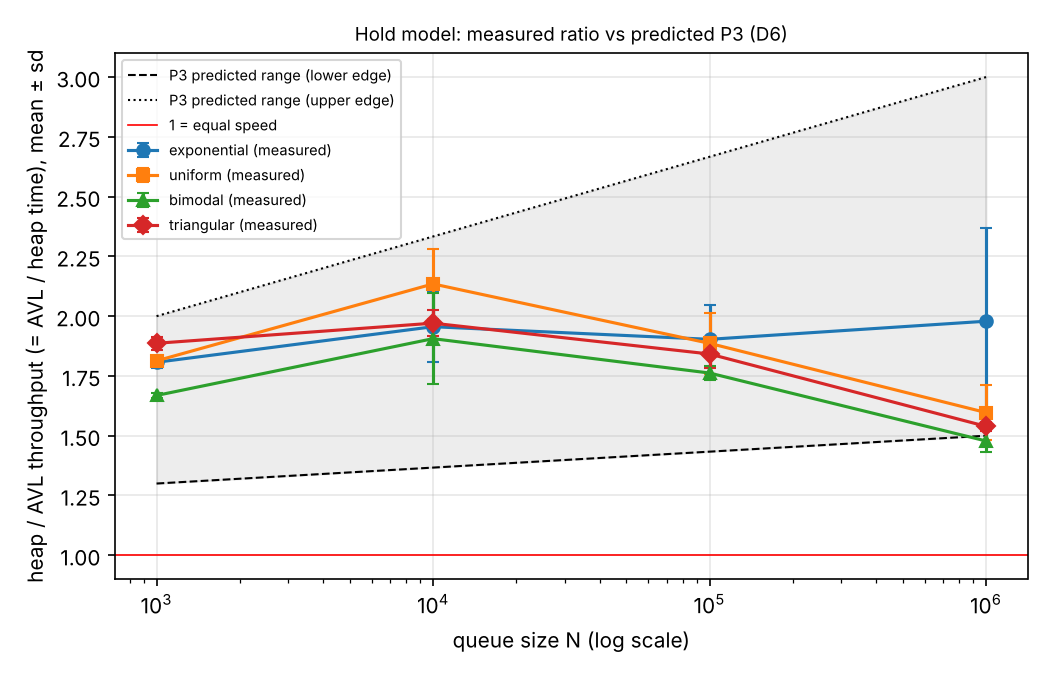 Hold model: measured ratio vs predicted P3 (D6)
heap / AVL throughput (= AVL / heap time), mean ± sd
3.00
2.75
2.50
2.25
2.00
1.75
1.50
1.25
1.00
P3 predicted range (lower edge)
P3 predicted range (upper edge)
1 = equal speed
exponential (measured)
uniform (measured)
bimodal (measured)
triangular (measured)
10³ 10⁴ 10⁵ 10⁶
queue size N (log scale)